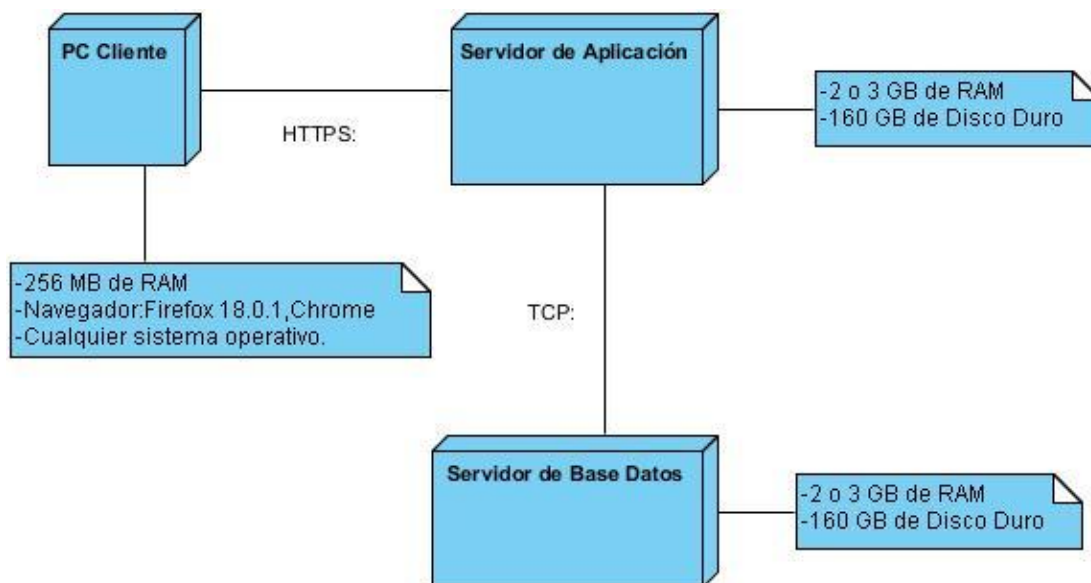 PC Cliente
Servidor de Aplicación
-2 o 3 GB de RAM
-160 GB de Disco Duro
HTTPS:
-256 MB de RAM
-Navegador:Firefox 18.0.1,Chrome
-Cualquier sistema operativo.
TCP:
Servidor de Base Datos
-2 o 3 GB de RAM
-160 GB de Disco Duro